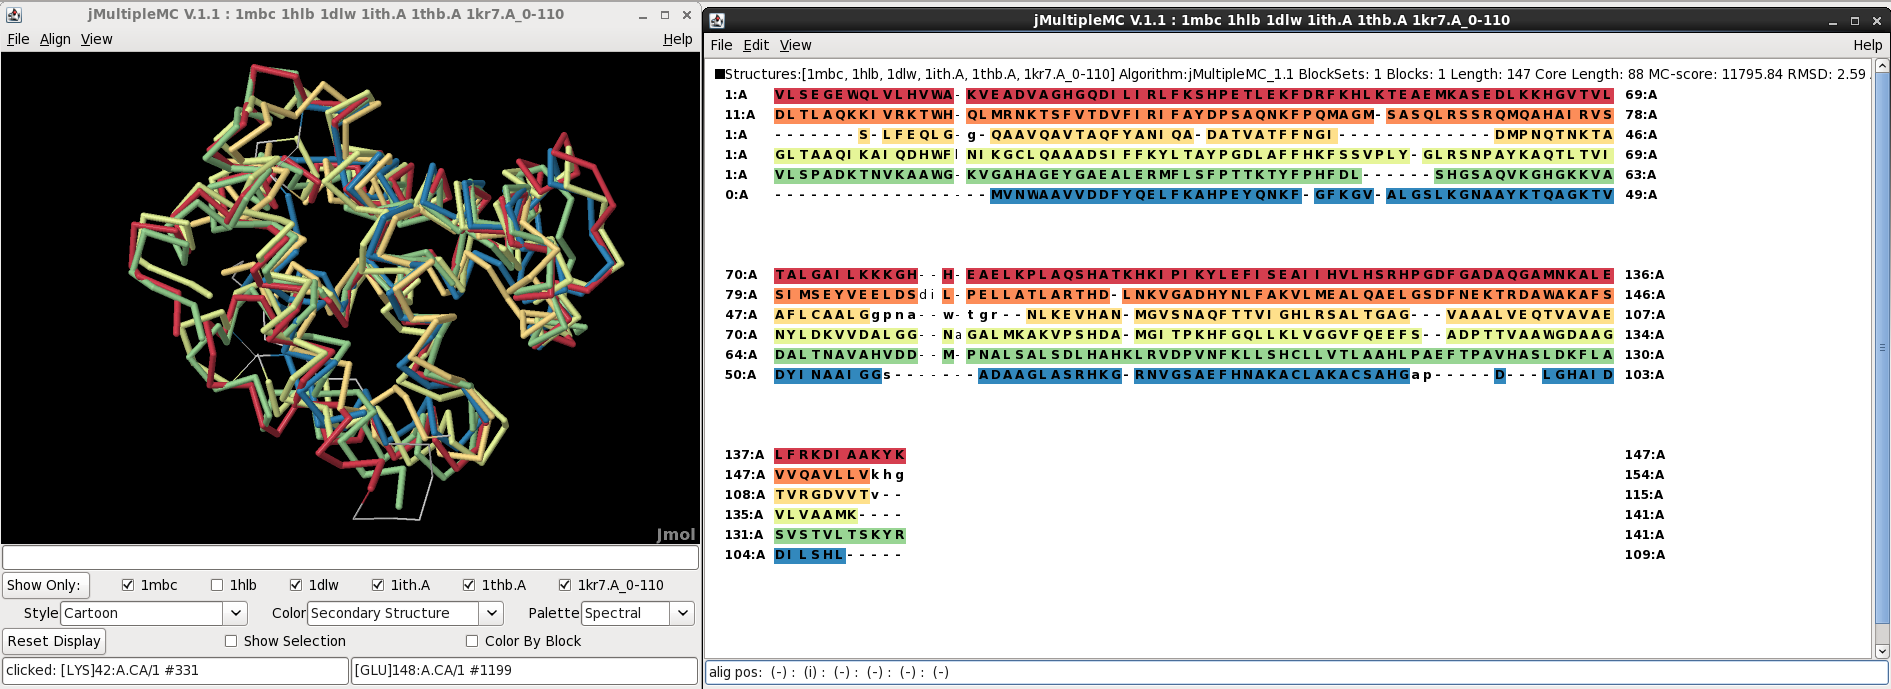 jMultipleMC V.1.1 : 1mbc 1hlb 1dlw 1ith.A 1thb.A 1kr7.A_0-110
File Align View Help
Jmol
Show Only: 1mbc 1hlb 1dlw 1ith.A 1thb.A 1kr7.A_0-110
Style Cartoon Color Secondary Structure Palette Spectral
Reset Display Show Selection Color By Block
clicked: [LYS]42:A.CA/1 #331 [GLU]148:A.CA/1 #1199
jMultipleMC V.1.1 : 1mbc 1hlb 1dlw 1ith.A 1thb.A 1kr7.A_0-110
File Edit View Help
Structures:[1mbc, 1hlb, 1dlw, 1ith.A, 1thb.A, 1kr7.A_0-110] Algorithm:jMultipleMC_1.1 BlockSets: 1 Blocks: 1 Length: 147 Core Length: 88 MC-score: 11795.84 RMSD: 2.59
1:A VLSEGEWQLVLHVWA-KVEADVAGHGQDILIRLFKSHPETLEKFDRFKHLKTEAEMKASEDLKKHGVTVL 69:A
11:A DLTLAQKKIVRKTWH-QLMRNKTSFVTDVFIRIFAYDPSAQNKFPQMAGM-SASQLRSSRQMQAHAIRVS 78:A
1:A -------S-LFEQLG-g-QAAVQAVTAQFYANIQA-DATVATFFNGI-------------DMPNQTNKTA 46:A
1:A GLTAAQIKAIQDHWFlNIKGCLQAAADSIFFKYLTAYPGDLAFFHKFSSVPLY-GLRSNPAYKAQTLTVI 69:A
1:A VLSPADKTNVKAAWG-KVGAHAGEYGAEALERMFLSFPTTKTYFPHFDL------SHGSAQVKGHGKKVA 63:A
0:A ------------------MVNWAAVVDDFYQELFKAHPEYQNKF-GFKGV-ALGSLKGNAAYKTQAGKTV 49:A
70:A TALGAILKKKGH--H-EAELKPLAQSHATKHKIPIKYLEFISEAIIHVLHSRHPGDFGADAQGAMNKALE 136:A
79:A SIMSEYVEELDSdiL-PELLATLARTHD-LNKVGADHYNLFAKVLMEALQAELGSDFNEKTRDAWAKAFS 146:A
47:A AFLCAALGgpna--w-tgr--NLKEVHAN-MGVSNAQFTTVIGHLRSALTGAG---VAAALVEQTVAVAE 107:A
70:A NYLDKVVDALGG--NaGALMKAKVPSHDA-MGITPKHFGQLLKLVGGVFQEEFS--ADPTTVAAWGDAAG 134:A
64:A DALTNAVAHVDD--M-PNALSALSDLHAHKLRVDPVNFKLLSHCLLVTLAAHLPAEFTPAVHASLDKFLA 130:A
50:A DYINAAIGGs-------ADAAGLASRHKG-RNVGSAEFHNAKACLAKACSAHGap-----D---LGHAID 103:A
137:A LFRKDIAAKYK 147:A
147:A VVQAVLLVkhg 154:A
108:A TVRGDVVTv-- 115:A
135:A VLVAAMK---- 141:A
131:A SVSTVLTSKYR 141:A
104:A DILSHL----- 109:A
alig pos: (-) : (i) : (-) : (-) : (-) : (-)